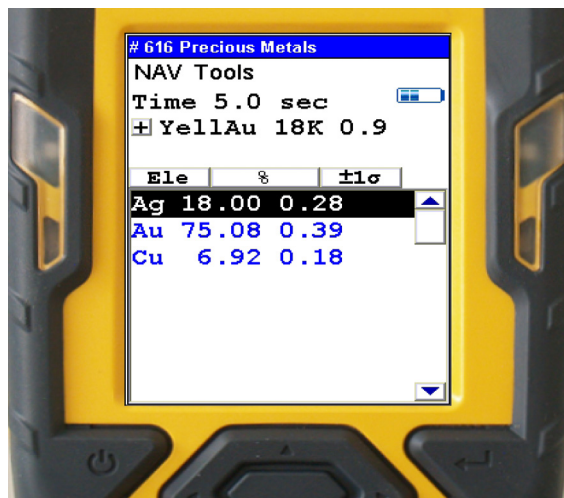 # 616 Precious Metals
NAV Tools
Time 5.0 sec
+ YellAu 18K 0.9
Ele % ±1σ
Ag 18.00 0.28
Au 75.08 0.39
Cu 6.92 0.18